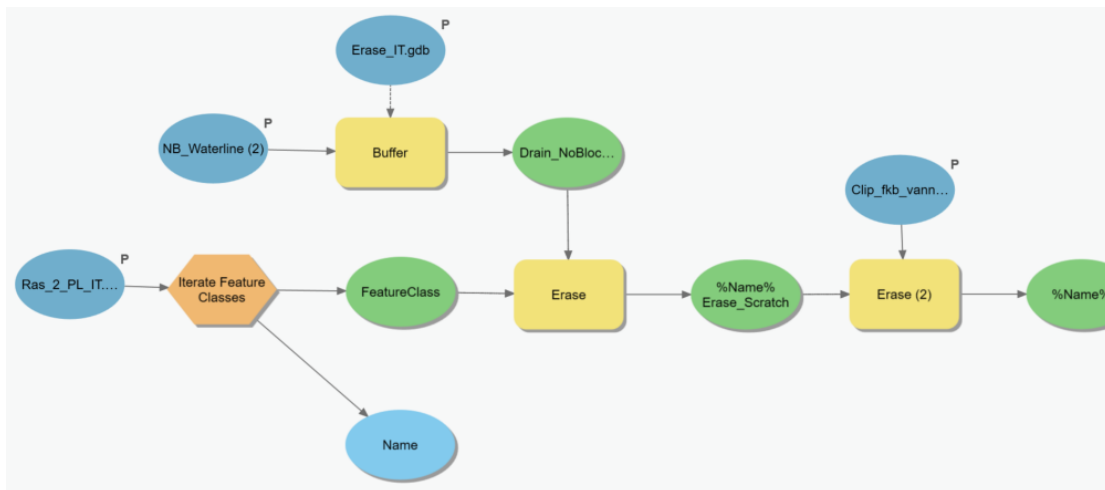 Erase_IT.gdb
P
NB_Waterline (2)
P
Buffer
Drain_NoBloc...
Clip_fkb_vann...
P
Ras_2_PL_IT....
P
Iterate Feature
Classes
FeatureClass
Erase
%Name%
Erase_Scratch
Erase (2)
%Name%
Name